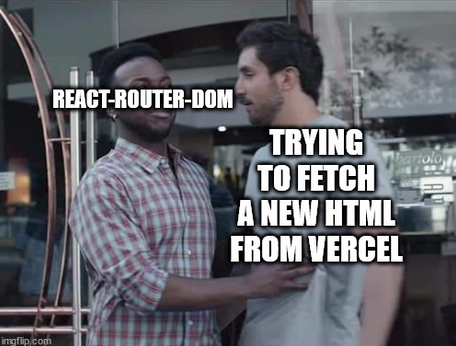 REACT-ROUTER-DOM
TRYING
TO FETCH
A NEW HTML
FROM VERCEL
imgflip.com